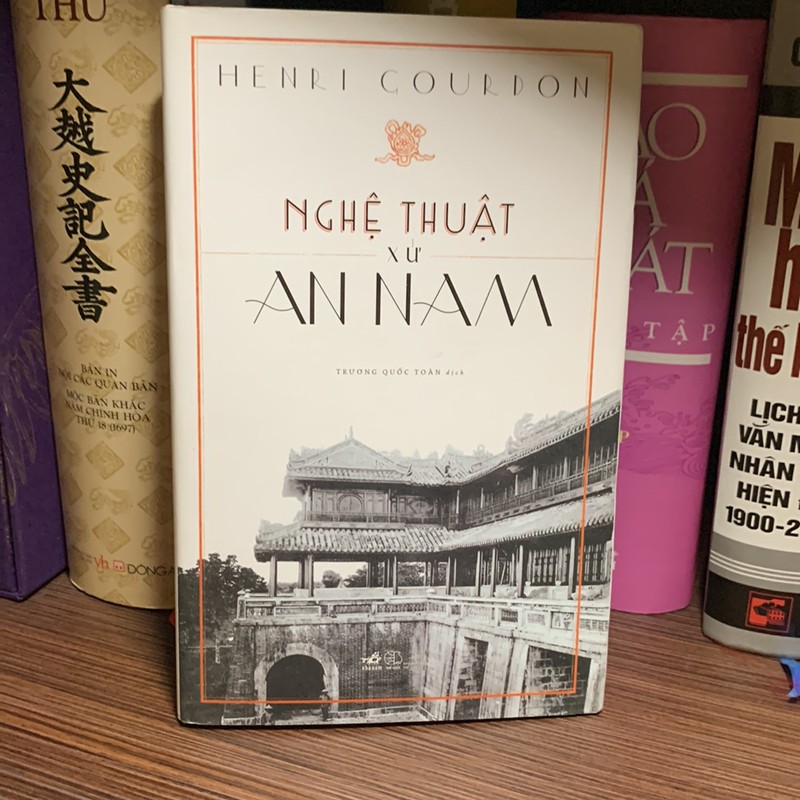 HENRI GOURDON
NGHỆ THUẬT
XỨ
AN NAM
TRƯƠNG QUỐC TOÀN dịch
THƯ
大越史記全書
BẢN IN
NỘI CÁC QUAN BẢN
MỘC BẢN KHẮC
NĂM CHÍNH HÒA
THỨ 18 (1697)
ĐÔNG A
ÁT
TẬP
thế
LỊCH
VĂN M
NHÂN
HIỆN
1900-2